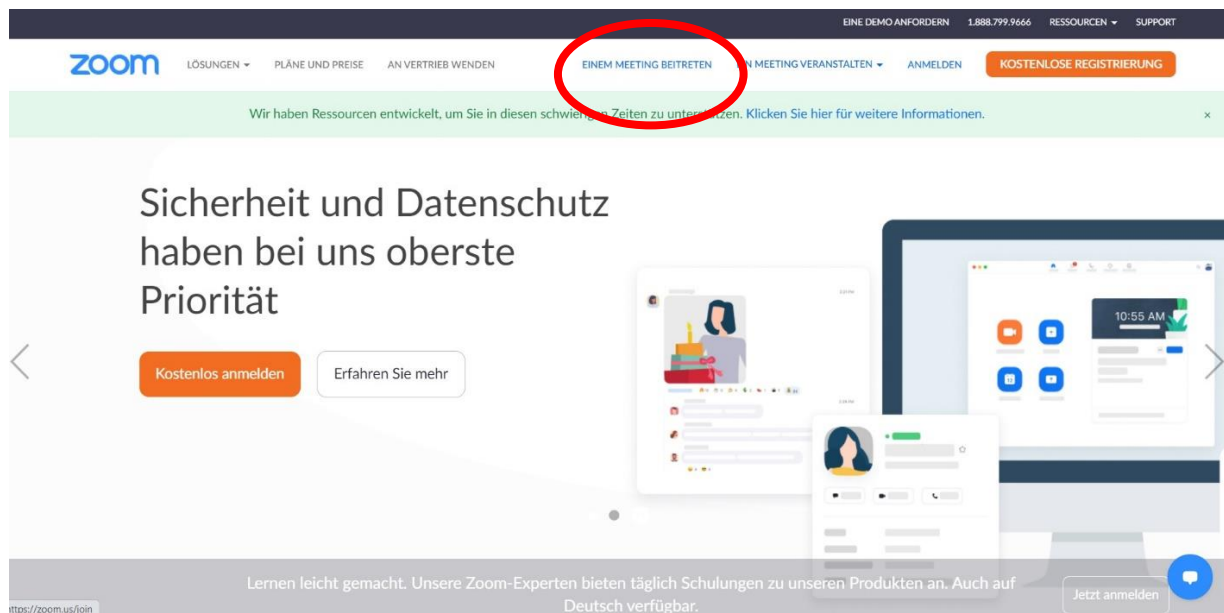 EINE DEMO ANFORDERN 1.888.799.9666 RESSOURCEN SUPPORT
zoom LÖSUNGEN PLÄNE UND PREISE AN VERTRIEB WENDEN EINEM MEETING BEITRETEN MEETING VERANSTALTEN ANMELDEN KOSTENLOSE REGISTRIERUNG
Wir haben Ressourcen entwickelt, um Sie in diesen schwierigen Zeiten zu unterstützen. Klicken Sie hier für weitere Informationen. ×
Sicherheit und Datenschutz
haben bei uns oberste
Priorität
10:55 AM
Kostenlos anmelden Erfahren Sie mehr
Lernen leicht gemacht. Unsere Zoom-Experten bieten täglich Schulungen zu unseren Produkten an. Auch auf
Deutsch verfügbar.
Jetzt anmelden
https://zoom.us/join